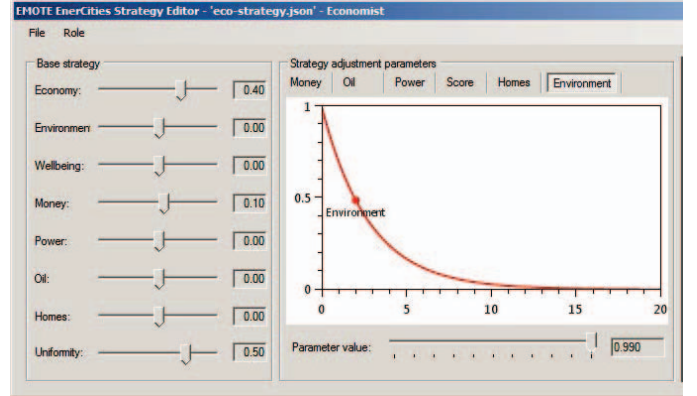 EMOTE EnerCities Strategy Editor - 'eco-strategy.json' - Economist
File Role
Base strategy
Economy: 0.40
Environmen 0.00
Wellbeing: 0.00
Money: 0.10
Power: 0.00
Oil: 0.00
Homes: 0.00
Uniformity: 0.50
Strategy adjustment parameters
Money Oil Power Score Homes Environment
1
0.5
Environment
0
0 5 10 15 20
Parameter value: 0.990